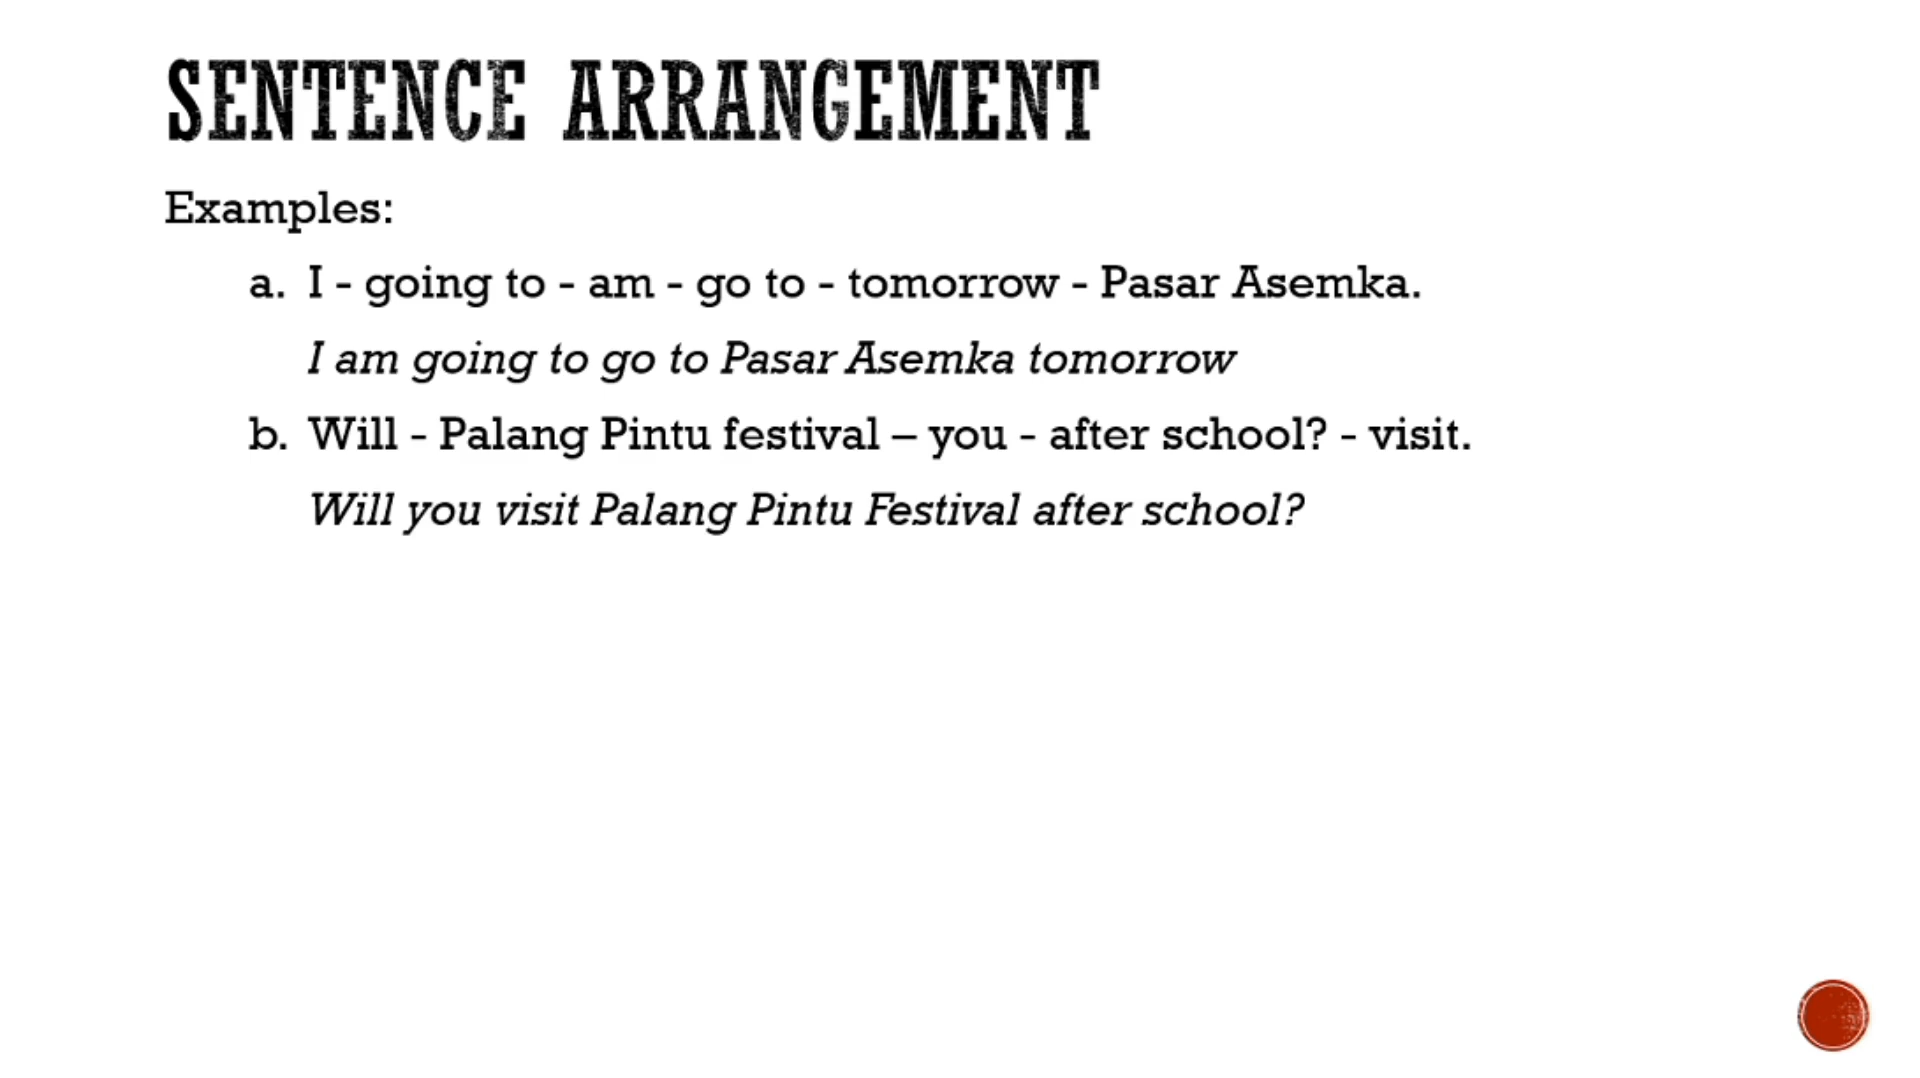 SENTENCE ARRANGEMENT
Examples:
a. I - going to - am - go to - tomorrow - Pasar Asemka.
I am going to go to Pasar Asemka tomorrow
b. Will - Palang Pintu festival – you - after school? - visit.
Will you visit Palang Pintu Festival after school?